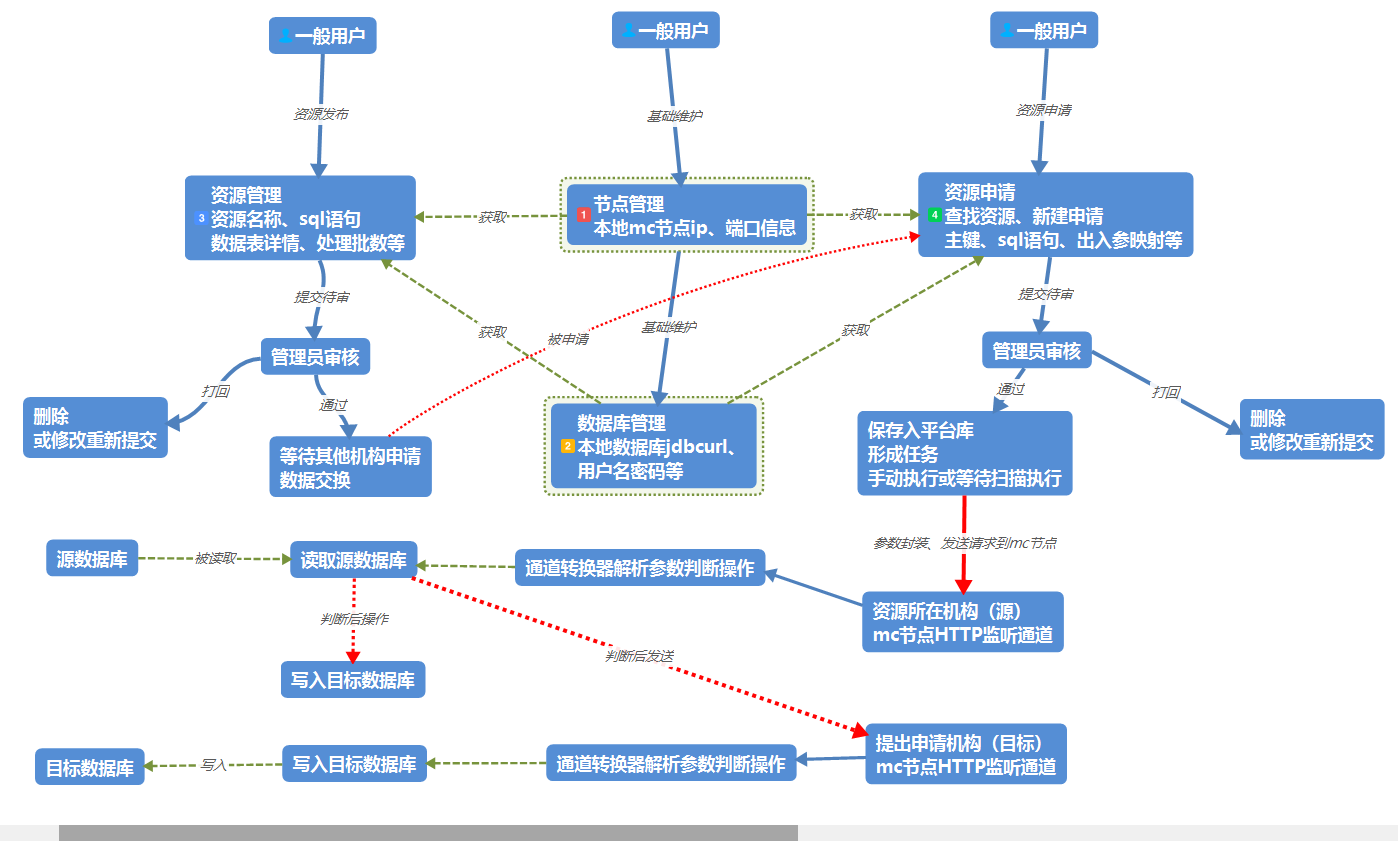 一般用户
一般用户
一般用户
资源发布
基础维护
资源申请
资源管理
3
资源名称、sql语句
数据表详情、处理批数等
获取
节点管理
1
本地mc节点ip、端口信息
获取
资源申请
4
查找资源、新建申请
主键、sql语句、出入参映射等
提交待审
获取
被申请
基础维护
获取
提交待审
管理员审核
管理员审核
打回
通过
通过
打回
删除
或修改重新提交
等待其他机构申请
数据交换
数据库管理
2
本地数据库jdbcurl、
用户名密码等
保存入平台库
形成任务
手动执行或等待扫描执行
删除
或修改重新提交
参数封装、发送请求到mc节点
源数据库
被读取
读取源数据库
通道转换器解析参数判断操作
资源所在机构（源）
mc节点HTTP监听通道
判断后操作
判断后发送
写入目标数据库
提出申请机构（目标）
mc节点HTTP监听通道
目标数据库
写入
写入目标数据库
通道转换器解析参数判断操作